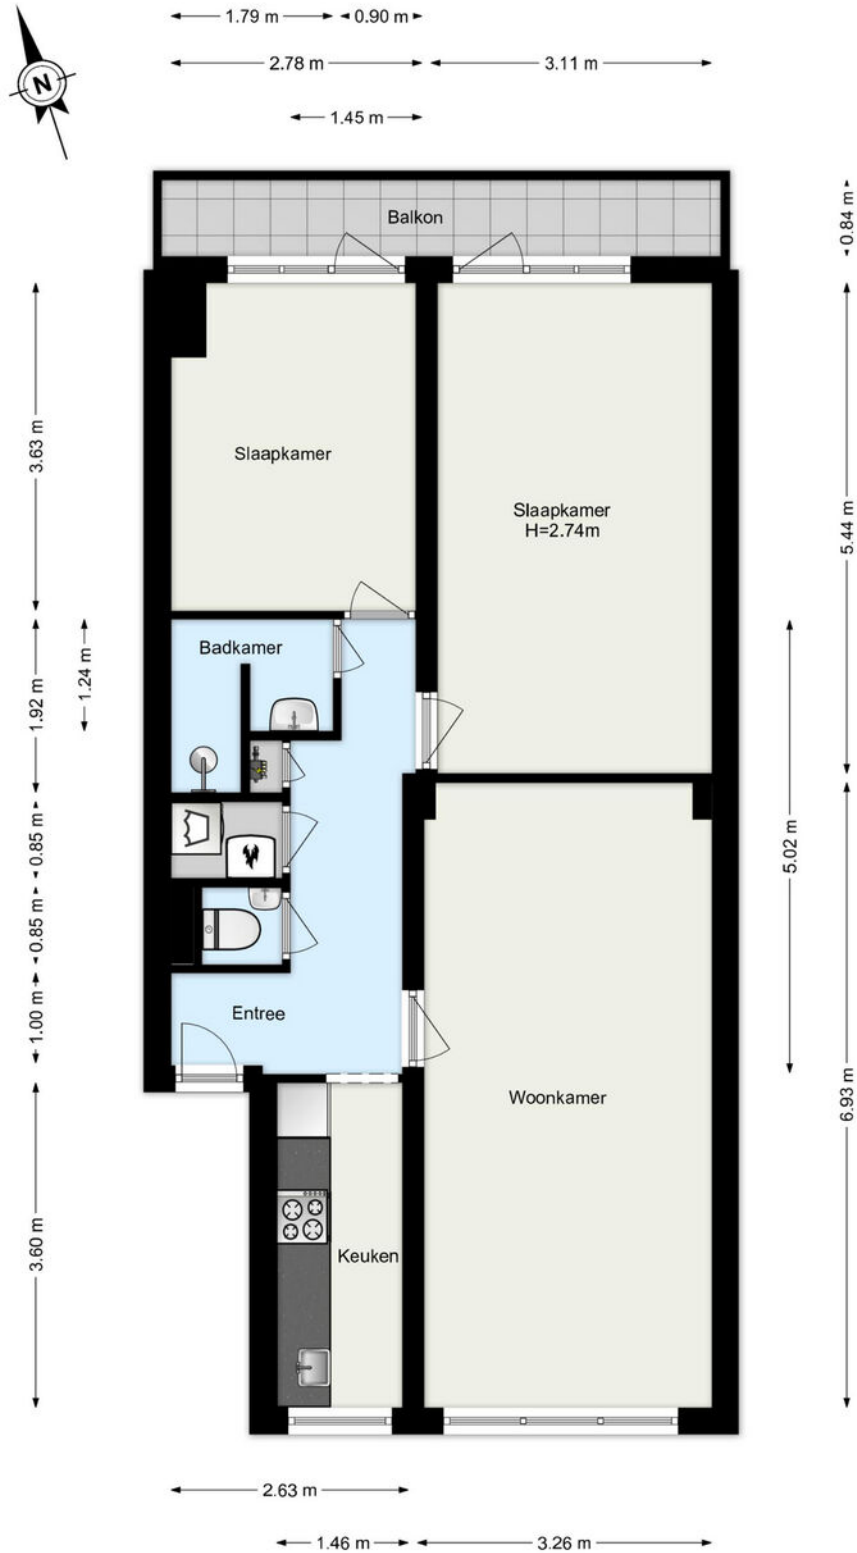 1.79 m
0.90 m
2.78 m
3.11 m
1.45 m
N
Balkon
0.84 m
3.63 m
Slaapkamer
Slaapkamer
H=2.74m
5.44 m
Badkamer
1.24 m
1.92 m
0.85 m
5.02 m
0.85 m
1.00 m
Entree
Woonkamer
6.93 m
3.60 m
Keuken
2.63 m
1.46 m
3.26 m